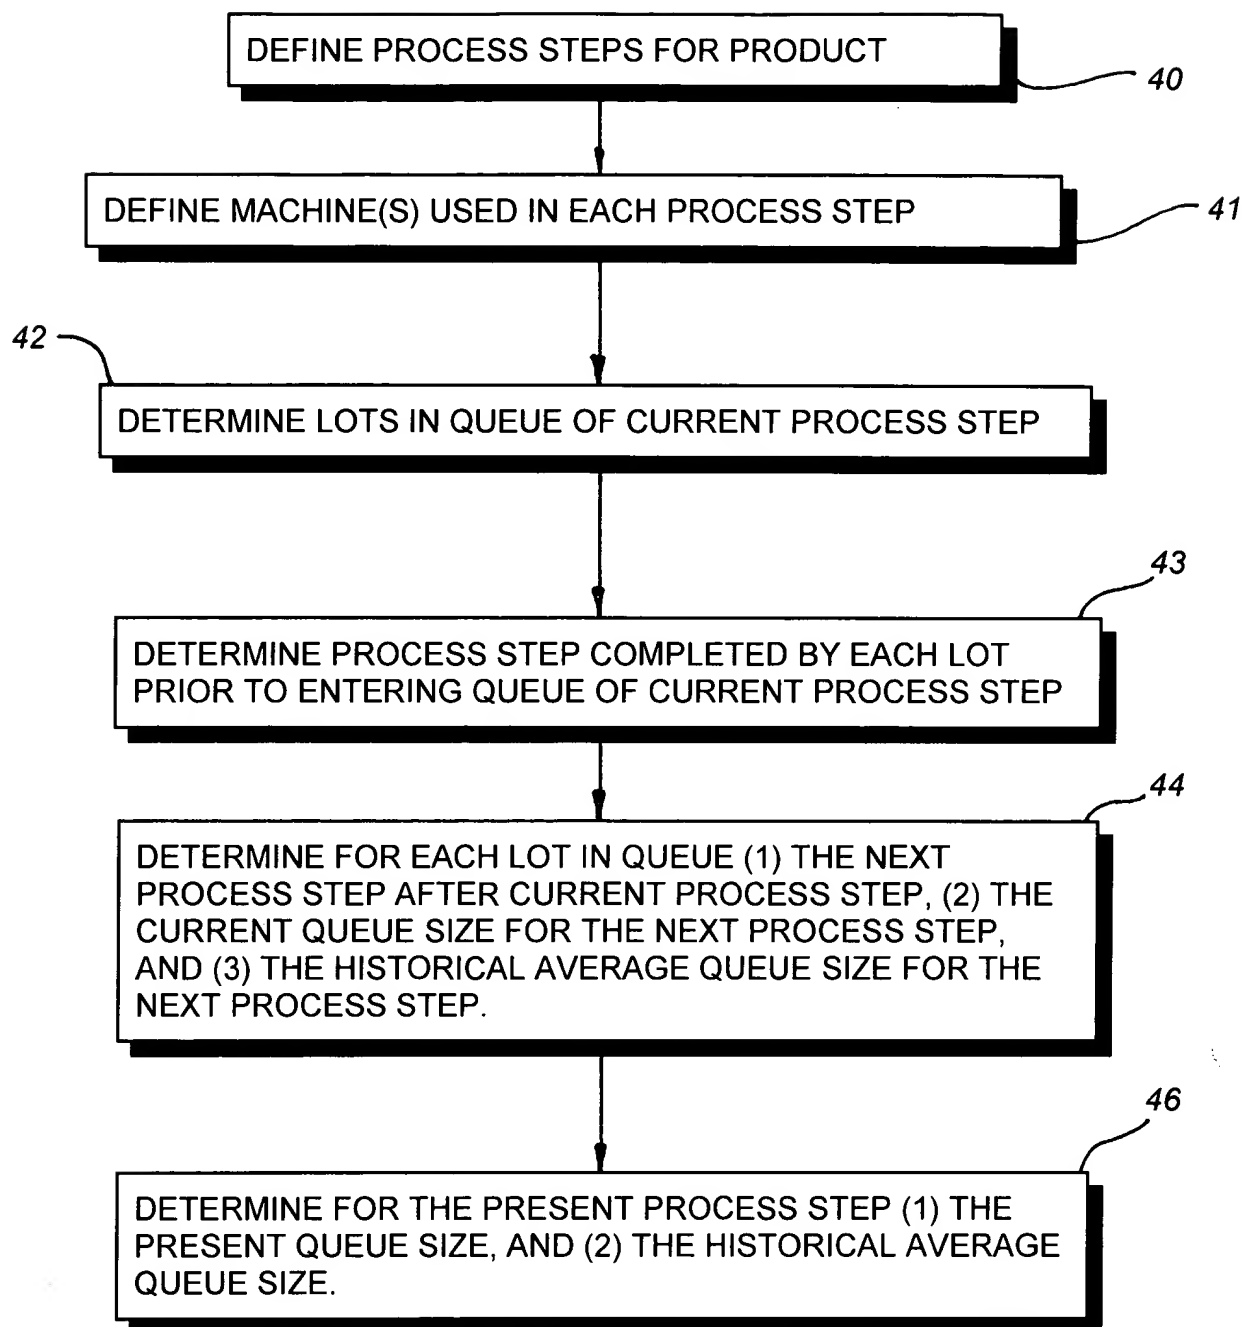 DEFINE PROCESS STEPS FOR PRODUCT
40
DEFINE MACHINE(S) USED IN EACH PROCESS STEP
41
42
DETERMINE LOTS IN QUEUE OF CURRENT PROCESS STEP
43
DETERMINE PROCESS STEP COMPLETED BY EACH LOT
PRIOR TO ENTERING QUEUE OF CURRENT PROCESS STEP
44
DETERMINE FOR EACH LOT IN QUEUE (1) THE NEXT
PROCESS STEP AFTER CURRENT PROCESS STEP, (2) THE
CURRENT QUEUE SIZE FOR THE NEXT PROCESS STEP,
AND (3) THE HISTORICAL AVERAGE QUEUE SIZE FOR THE
NEXT PROCESS STEP.
46
DETERMINE FOR THE PRESENT PROCESS STEP (1) THE
PRESENT QUEUE SIZE, AND (2) THE HISTORICAL AVERAGE
QUEUE SIZE.